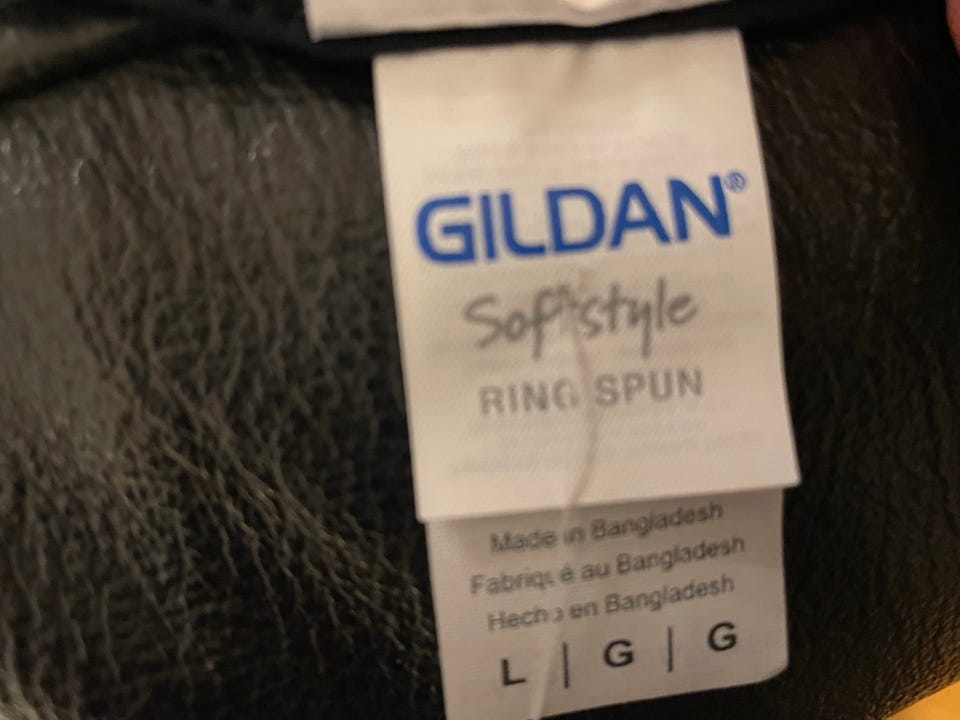 GILDAN®
Softstyle
RING SPUN
Made in Bangladesh
Fabriqué au Bangladesh
Hecho en Bangladesh
L | G | G